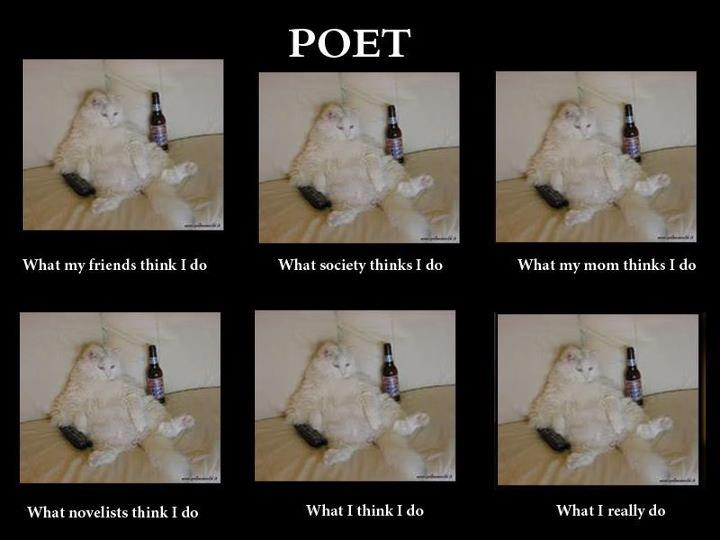 POET
What my friends think I do
What society thinks I do
What my mom thinks I do
What novelists think I do
What I think I do
What I really do